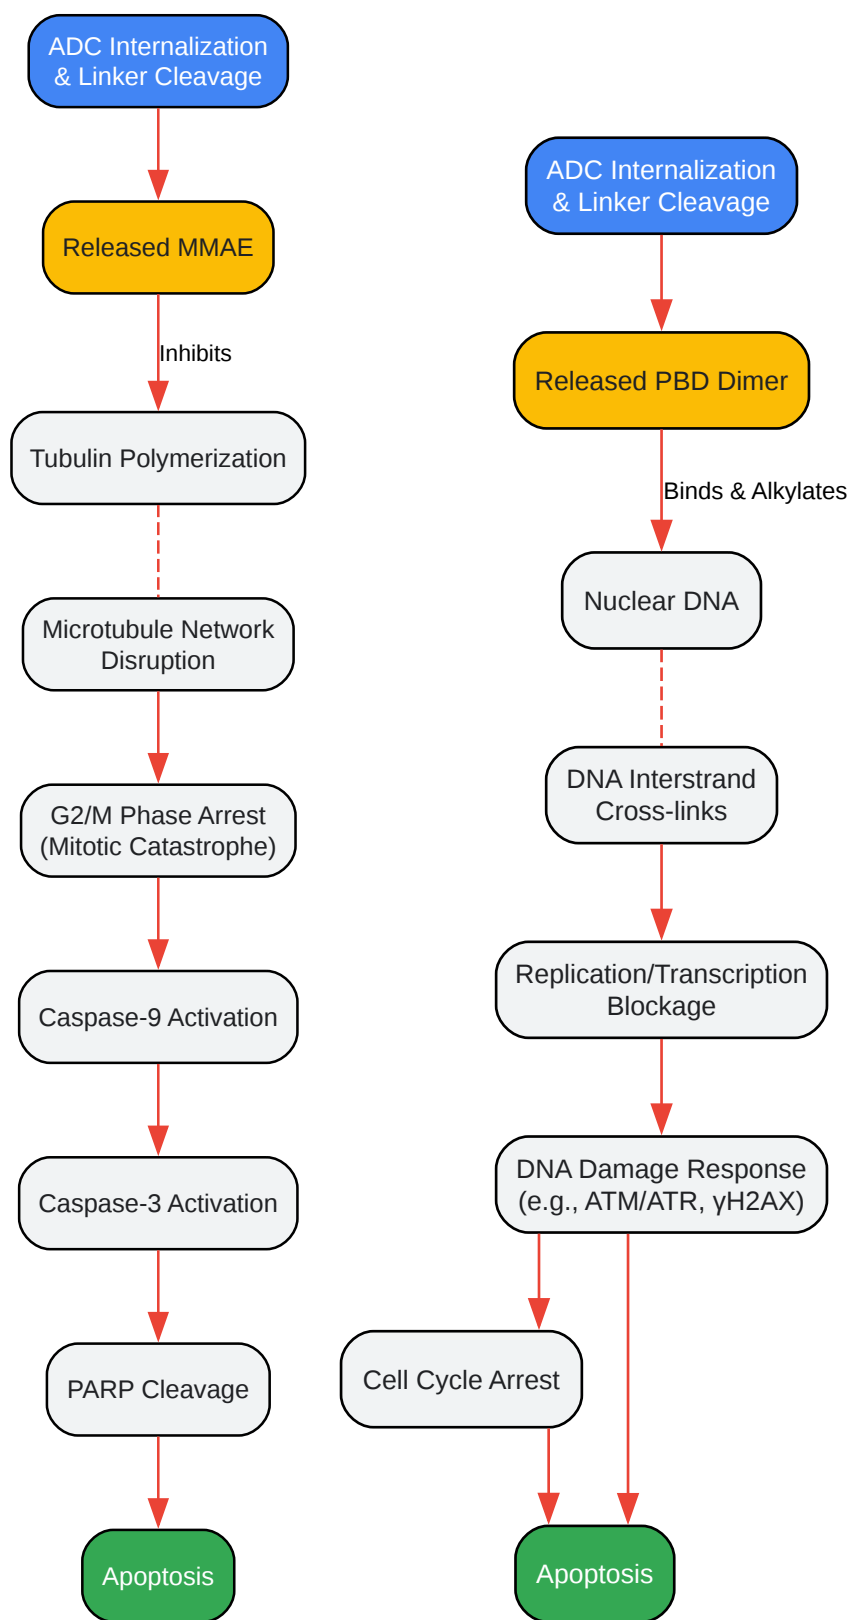 ADC Internalization
& Linker Cleavage
Released MMAE
Inhibits
Tubulin Polymerization
Microtubule Network
Disruption
G2/M Phase Arrest
(Mitotic Catastrophe)
Caspase-9 Activation
Caspase-3 Activation
PARP Cleavage
Apoptosis
ADC Internalization
& Linker Cleavage
Released PBD Dimer
Binds & Alkylates
Nuclear DNA
DNA Interstrand
Cross-links
Replication/Transcription
Blockage
DNA Damage Response
(e.g., ATM/ATR, γH2AX)
Cell Cycle Arrest
Apoptosis